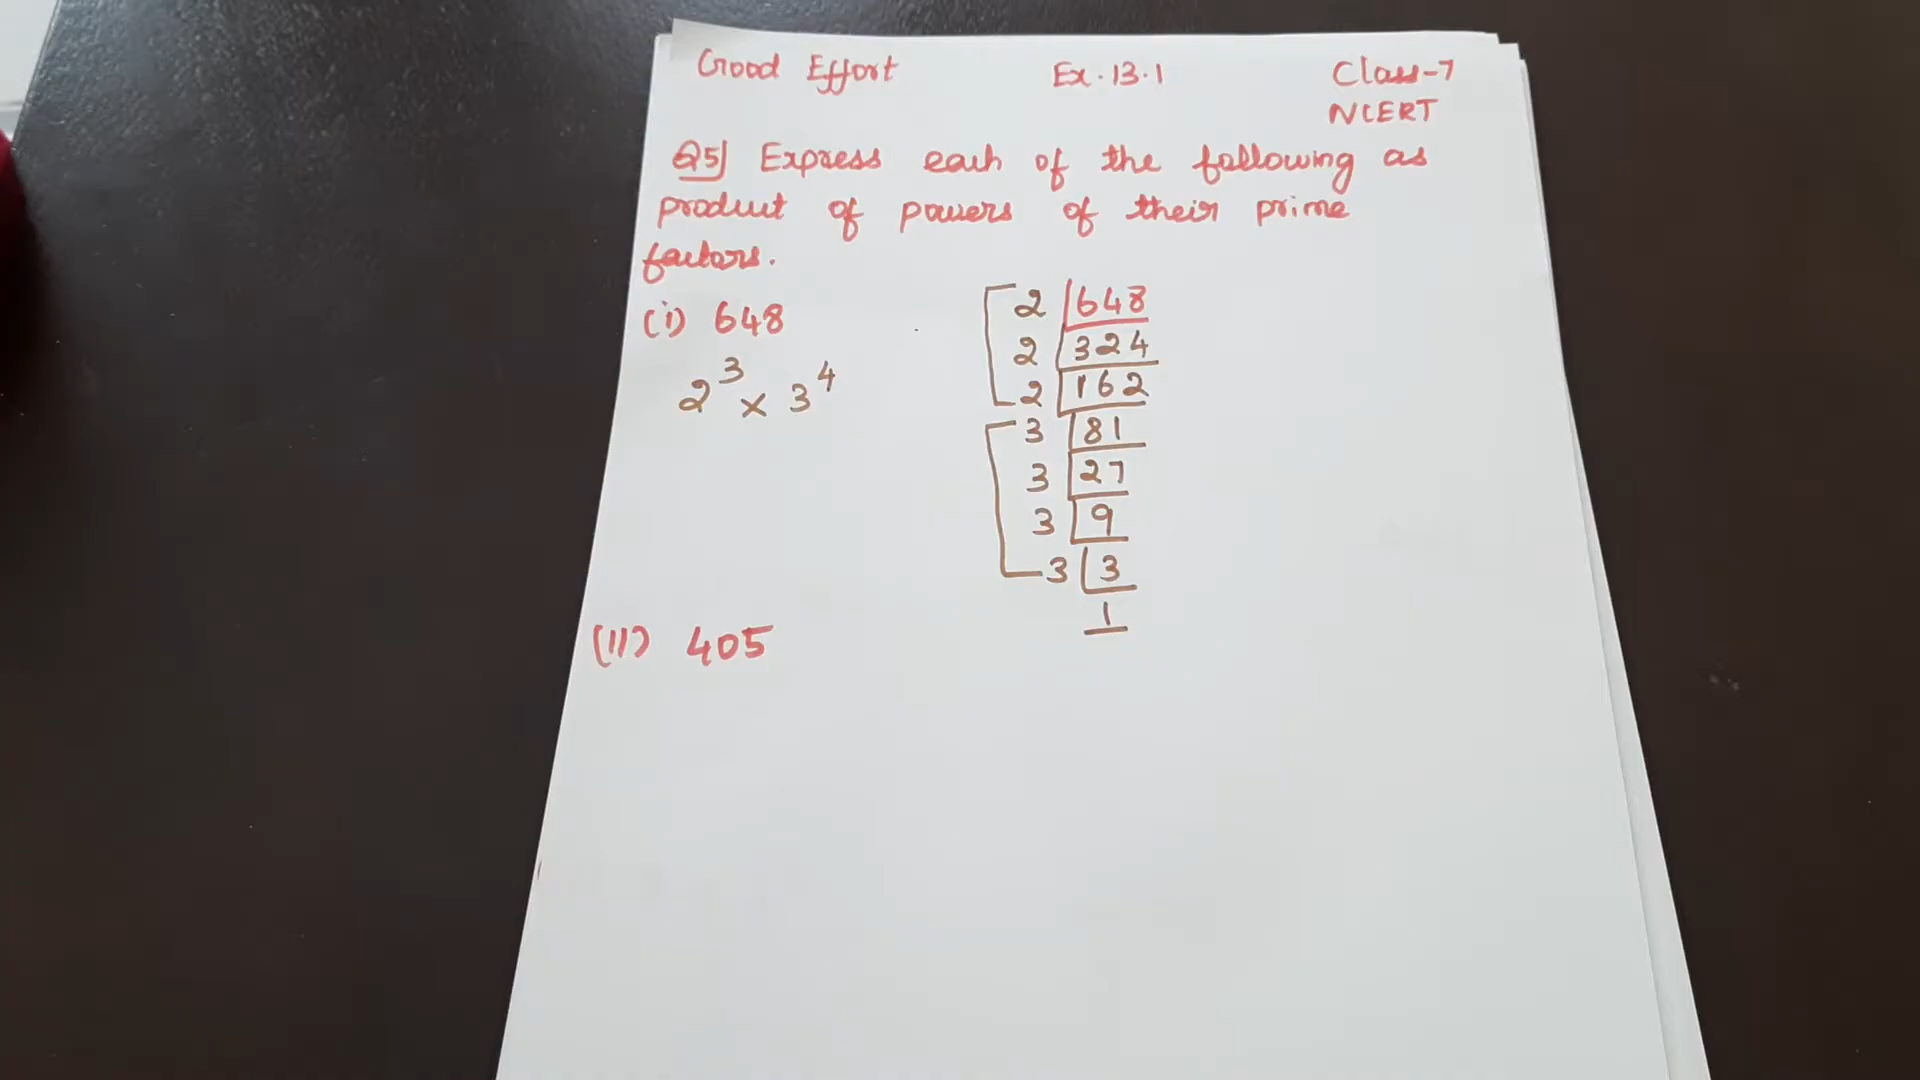 Good Effort Ex. 13.1 Class-7
NCERT
Q5] Express each of the following as
product of powers of their prime
factors.
(i) 648
2³ × 3⁴
2 | 648
2 | 324
2 | 162
3 | 81
3 | 27
3 | 9
3 | 3
1
(ii) 405